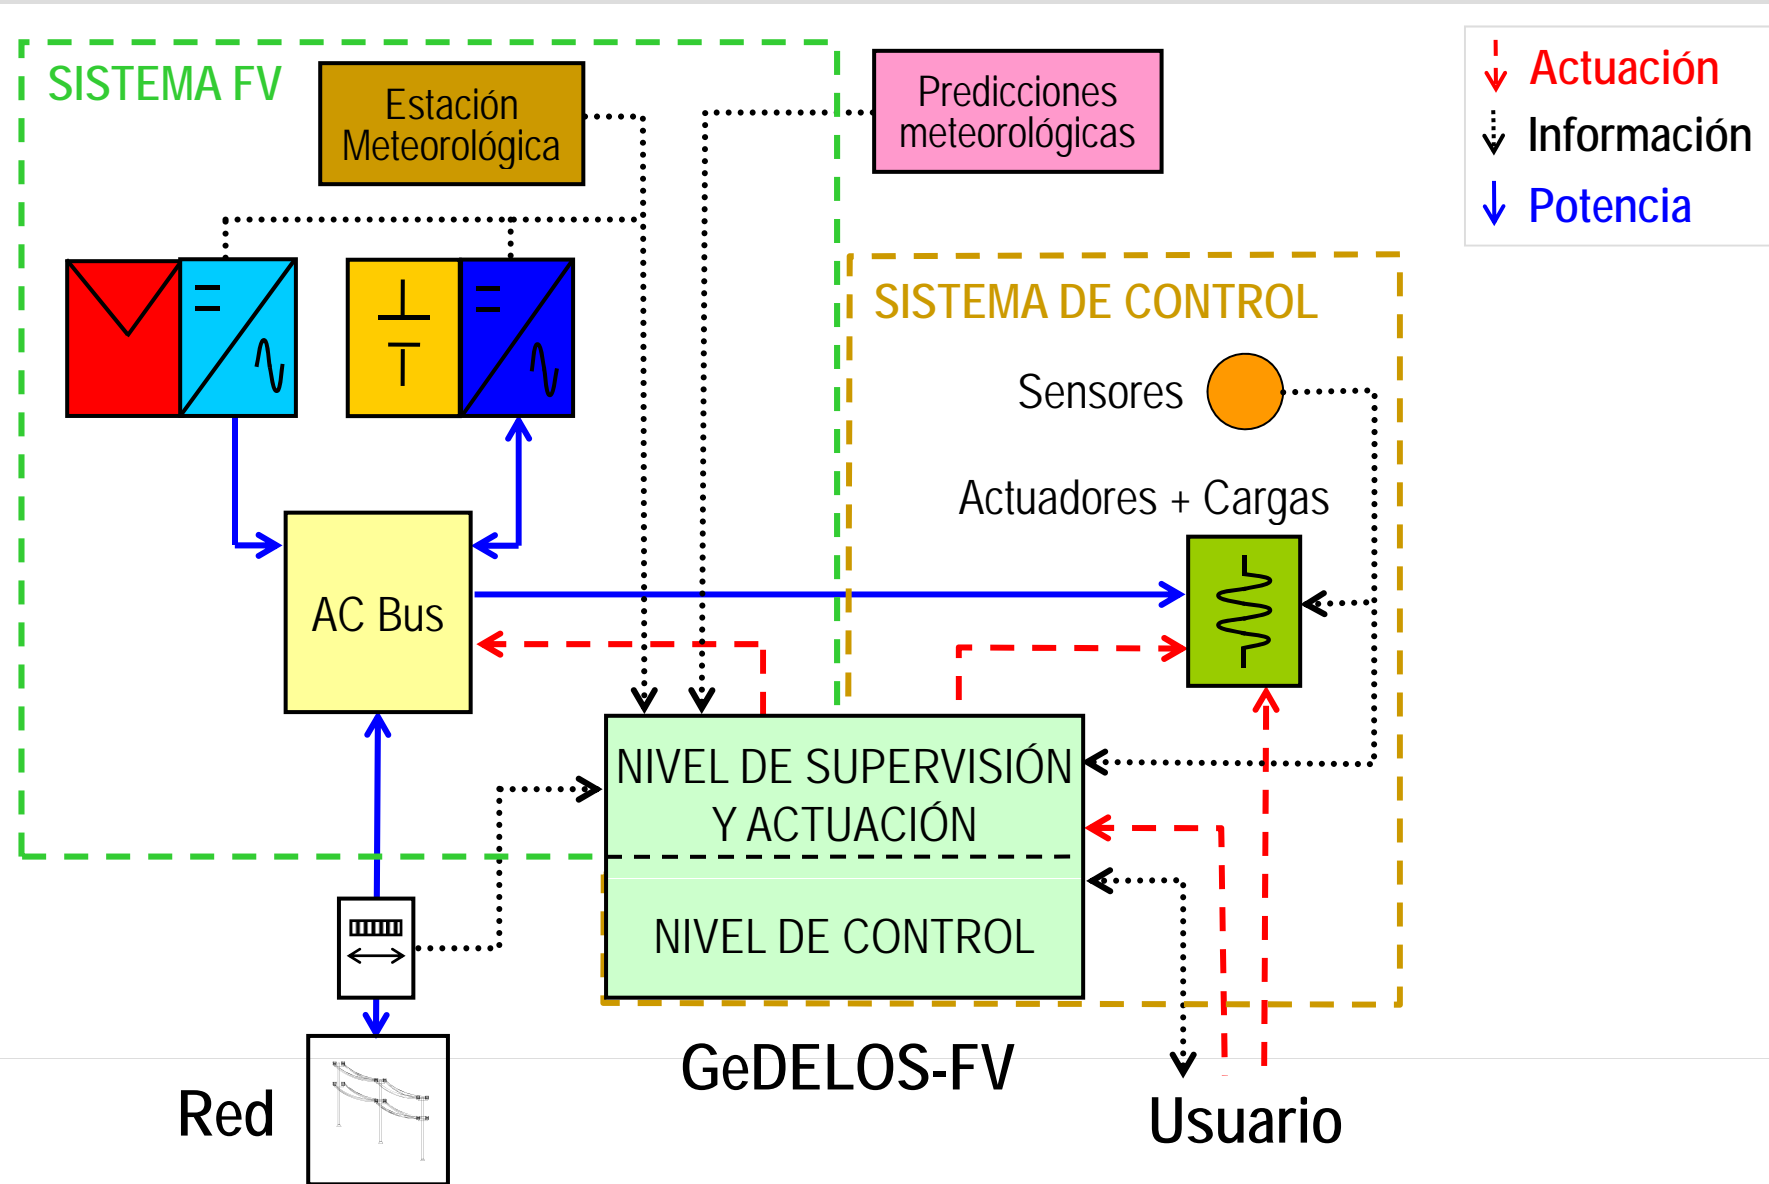 SISTEMA FV
Estación
Meteorológica
Predicciones
meteorológicas
Actuación
Información
Potencia
SISTEMA DE CONTROL
Sensores
Actuadores + Cargas
AC Bus
NIVEL DE SUPERVISIÓN
Y ACTUACIÓN
NIVEL DE CONTROL
GeDELOS-FV
Red
Usuario